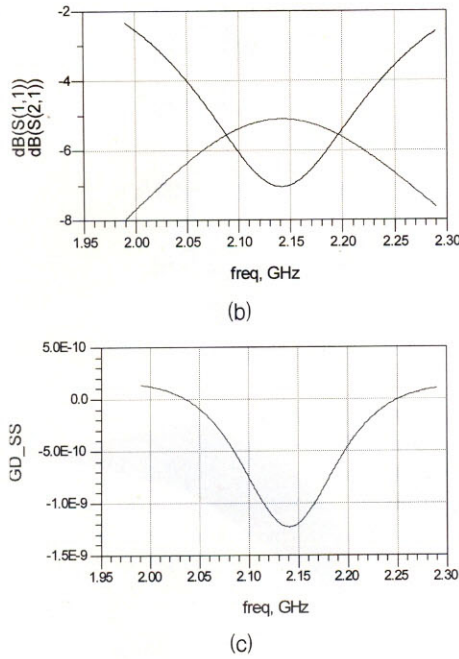 -2
-4
-6
-8
dB(S(1,1))
dB(S(2,1))
1.95 2.00 2.05 2.10 2.15 2.20 2.25 2.30
freq, GHz
(b)
5.0E-10
0.0
-5.0E-10
-1.0E-9
-1.5E-9
GD_SS
1.95 2.00 2.05 2.10 2.15 2.20 2.25 2.30
freq, GHz
(c)